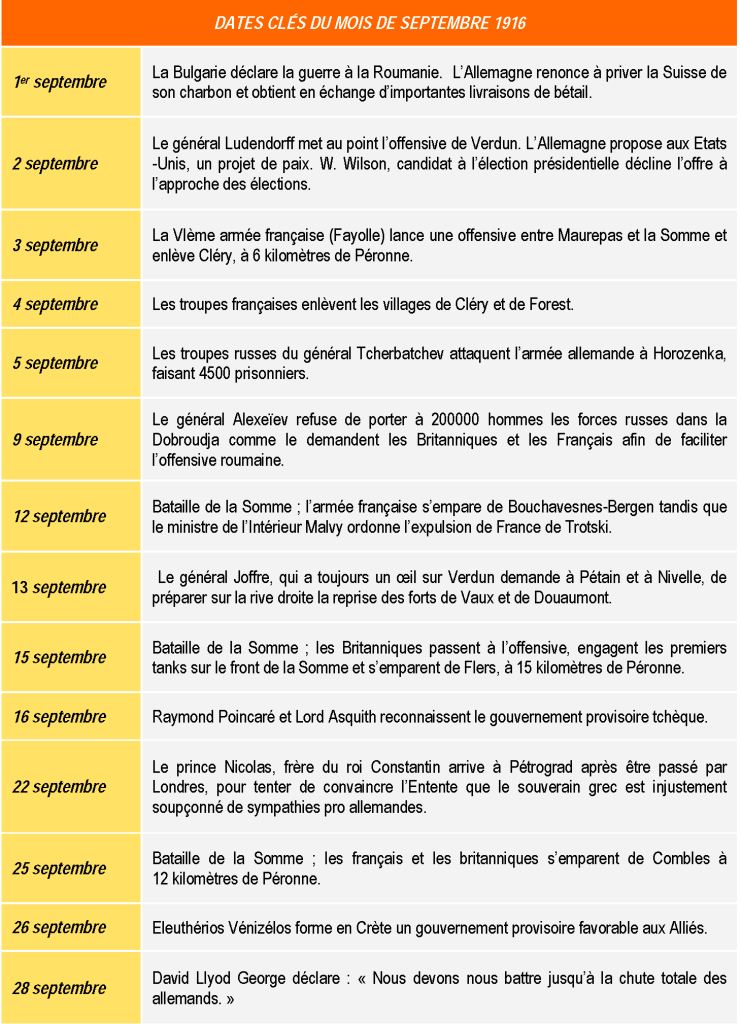 DATES CLÉS DU MOIS DE SEPTEMBRE 1916
1er septembre
La Bulgarie déclare la guerre à la Roumanie. L’Allemagne renonce à priver la Suisse de
son charbon et obtient en échange d’importantes livraisons de bétail.
2 septembre
Le général Ludendorff met au point l’offensive de Verdun. L’Allemagne propose aux Etats
-Unis, un projet de paix. W. Wilson, candidat à l’élection présidentielle décline l’offre à
l’approche des élections.
3 septembre
La VIème armée française (Fayolle) lance une offensive entre Maurepas et la Somme et
enlève Cléry, à 6 kilomètres de Péronne.
4 septembre
Les troupes françaises enlèvent les villages de Cléry et de Forest.
5 septembre
Les troupes russes du général Tcherbatchev attaquent l’armée allemande à Horozenka,
faisant 4500 prisonniers.
9 septembre
Le général Alexeïev refuse de porter à 200000 hommes les forces russes dans la
Dobroudja comme le demandent les Britanniques et les Français afin de faciliter
l’offensive roumaine.
12 septembre
Bataille de la Somme ; l’armée française s’empare de Bouchavesnes-Bergen tandis que
le ministre de l’Intérieur Malvy ordonne l’expulsion de France de Trotski.
13 septembre
Le général Joffre, qui a toujours un œil sur Verdun demande à Pétain et à Nivelle, de
préparer sur la rive droite la reprise des forts de Vaux et de Douaumont.
15 septembre
Bataille de la Somme ; les Britanniques passent à l’offensive, engagent les premiers
tanks sur le front de la Somme et s’emparent de Flers, à 15 kilomètres de Péronne.
16 septembre
Raymond Poincaré et Lord Asquith reconnaissent le gouvernement provisoire tchèque.
22 septembre
Le prince Nicolas, frère du roi Constantin arrive à Pétrograd après être passé par
Londres, pour tenter de convaincre l’Entente que le souverain grec est injustement
soupçonné de sympathies pro allemandes.
25 septembre
Bataille de la Somme ; les français et les britanniques s’emparent de Combles à
12 kilomètres de Péronne.
26 septembre
Eleuthérios Vénizélos forme en Crète un gouvernement provisoire favorable aux Alliés.
28 septembre
David Llyod George déclare : « Nous devons nous battre jusqu’à la chute totale des
allemands. »